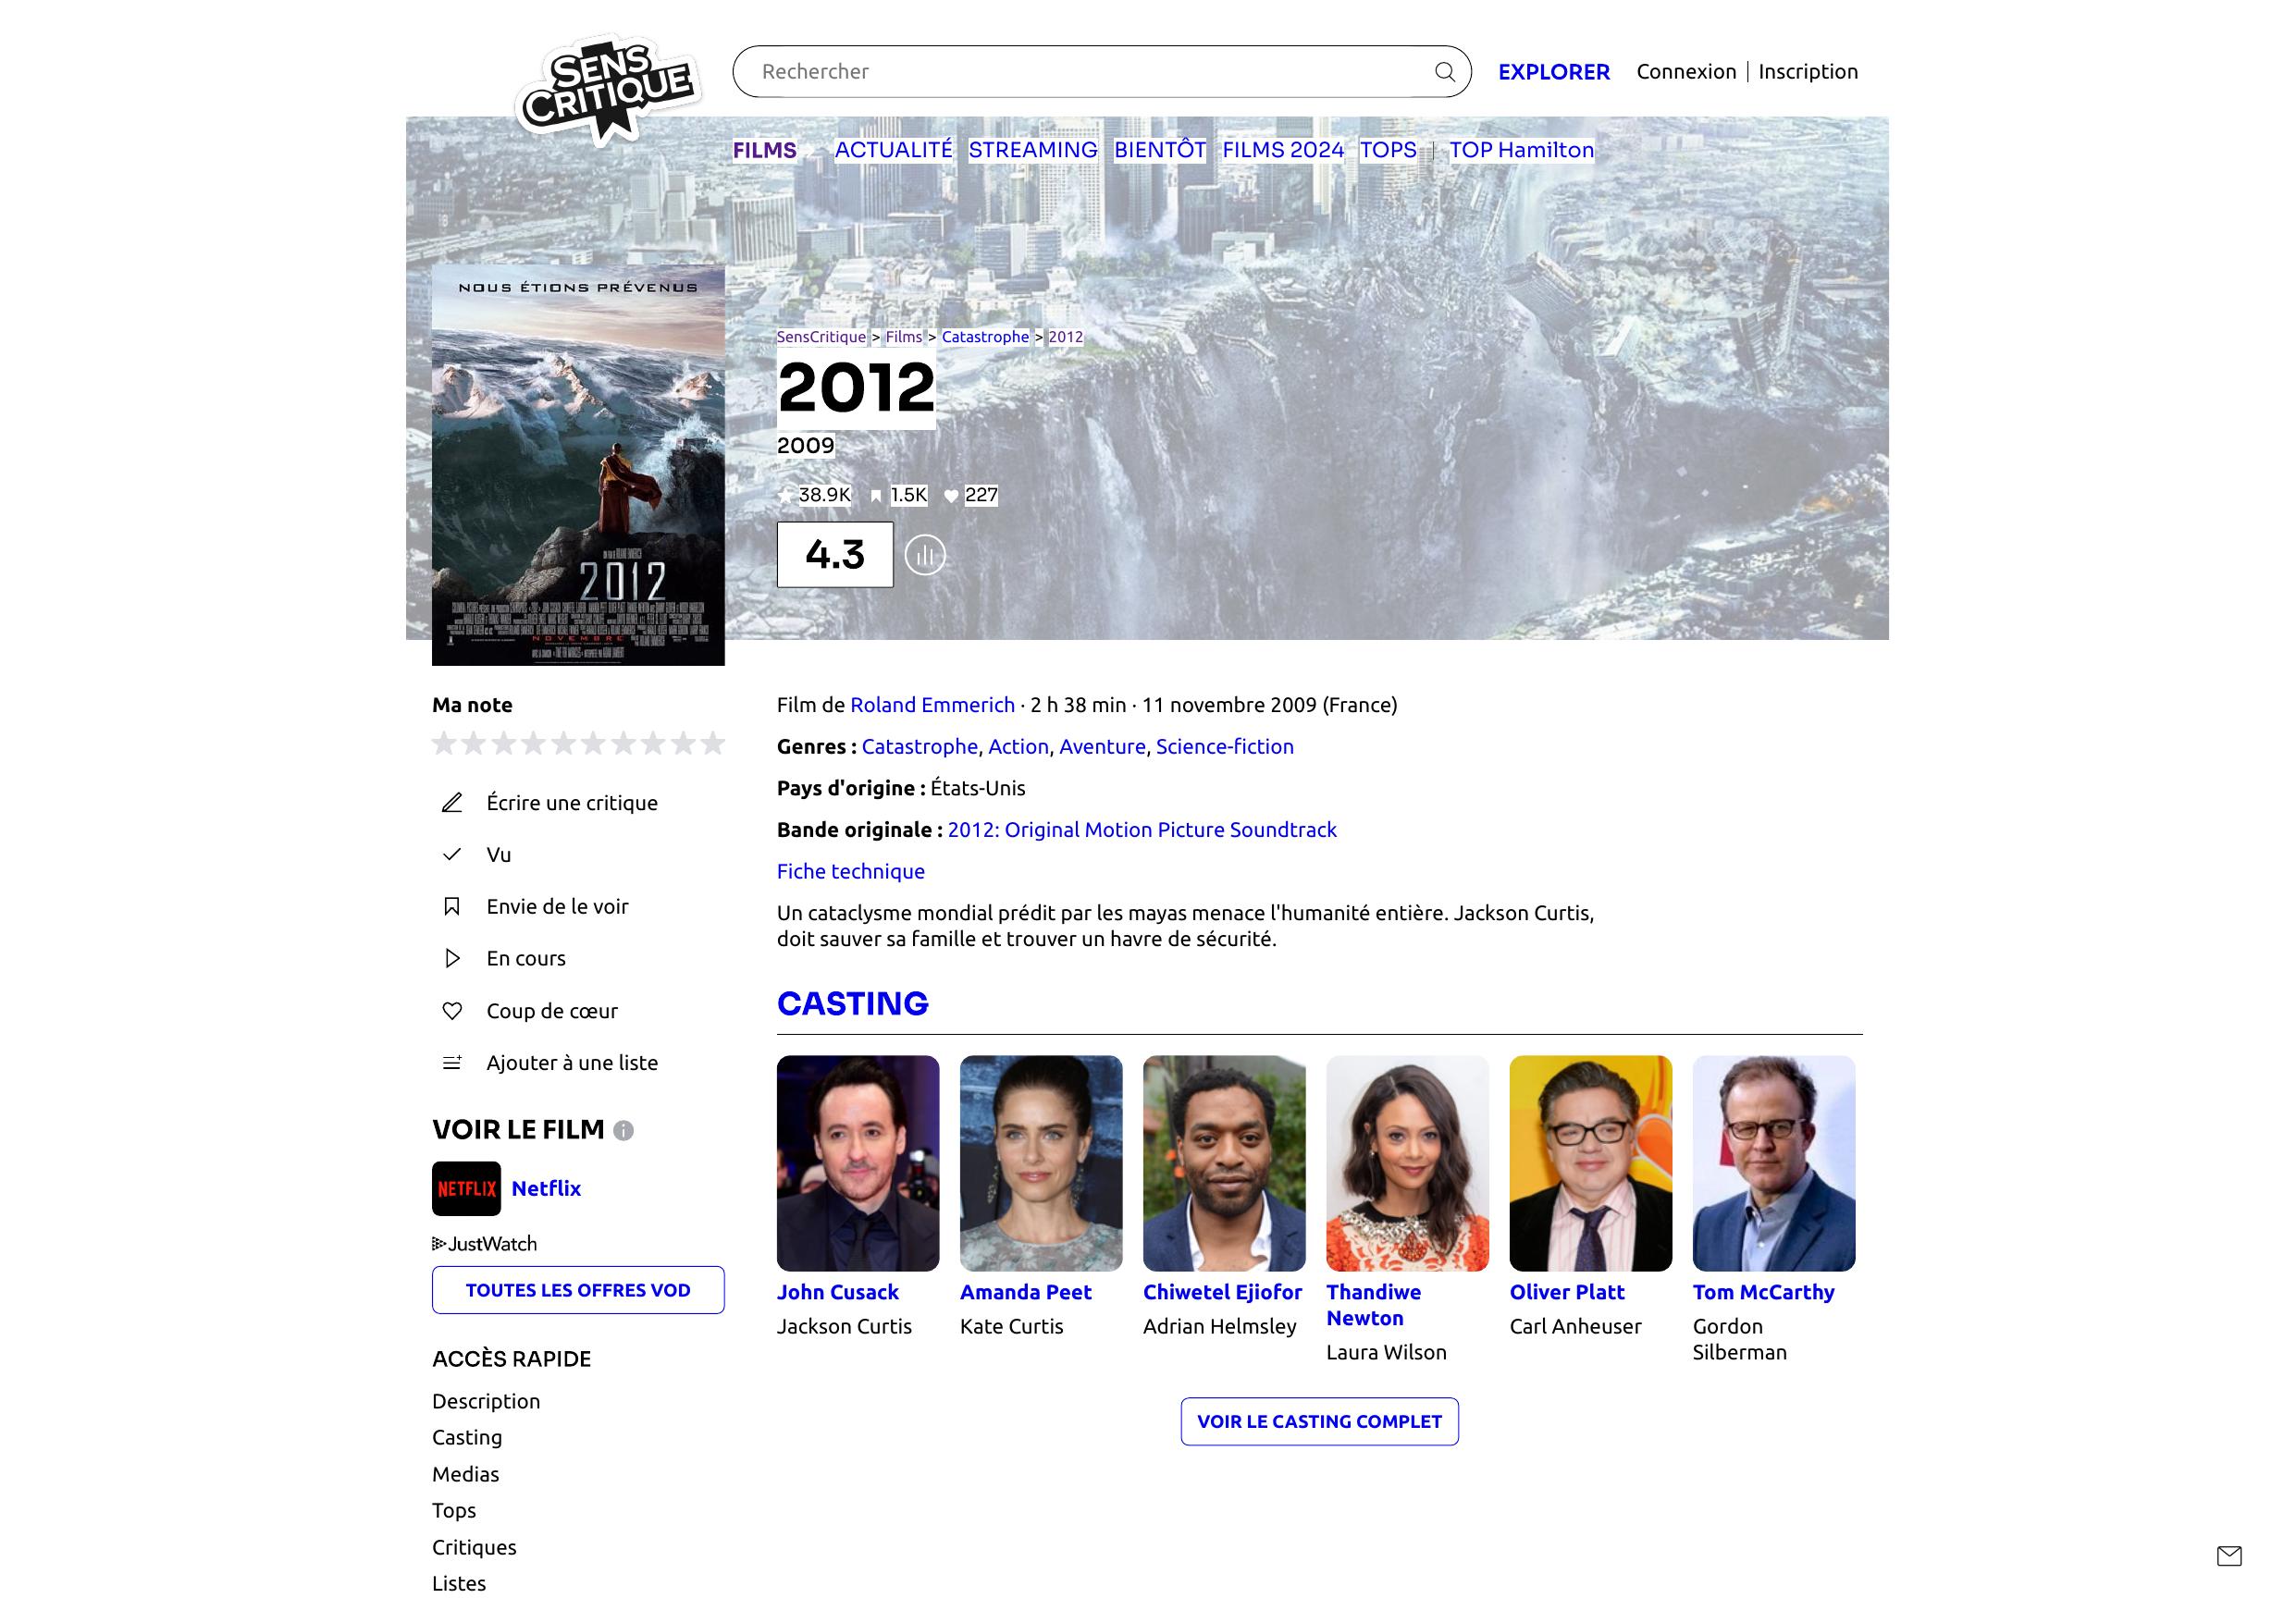 SENS
CRITIQUE
Rechercher
EXPLORER
Connexion | Inscription
FILMS ACTUALITÉ STREAMING BIENTÔT FILMS 2024 TOPS | TOP Hamilton
NOUS ÉTIONS PRÉVENUS
2012
NOVEMBRE
SensCritique > Films > Catastrophe > 2012
2012
2009
38.9K 1.5K 227
4.3
Ma note
Écrire une critique
Vu
Envie de le voir
En cours
Coup de cœur
Ajouter à une liste
VOIR LE FILM
NETFLIX Netflix
JustWatch
TOUTES LES OFFRES VOD
ACCÈS RAPIDE
Description
Casting
Medias
Tops
Critiques
Listes
Film de Roland Emmerich · 2 h 38 min · 11 novembre 2009 (France)
Genres : Catastrophe, Action, Aventure, Science-fiction
Pays d'origine : États-Unis
Bande originale : 2012: Original Motion Picture Soundtrack
Fiche technique
Un cataclysme mondial prédit par les mayas menace l'humanité entière. Jackson Curtis,
doit sauver sa famille et trouver un havre de sécurité.
CASTING
John Cusack
Jackson Curtis
Amanda Peet
Kate Curtis
Chiwetel Ejiofor
Adrian Helmsley
Thandiwe
Newton
Laura Wilson
Oliver Platt
Carl Anheuser
Tom McCarthy
Gordon
Silberman
VOIR LE CASTING COMPLET